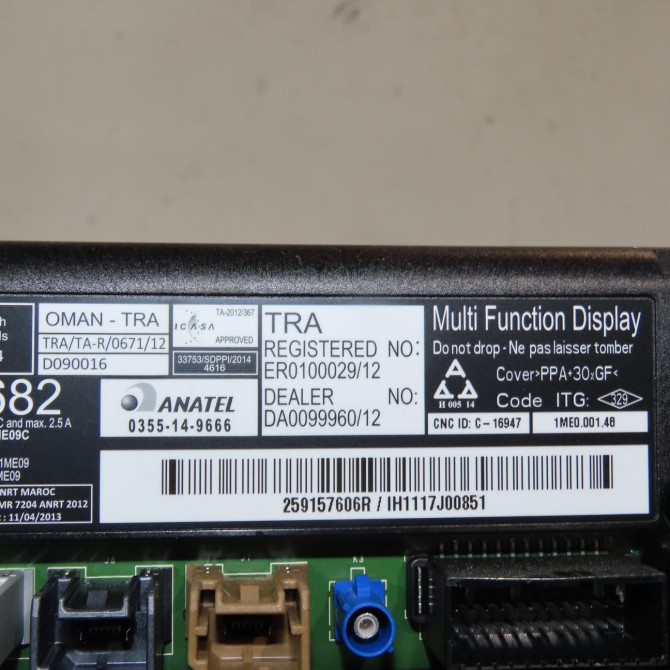 OMAN - TRA
TRA/TA-R/0671/12
D090016
TA-2012/367
ICASA
APPROVED
33753/SDPPI/2014
4616
TRA
REGISTERED NO:
ER0100029/12
DEALER NO:
DA0099960/12
Multi Function Display
Do not drop - Ne pas laisser tomber
Cover>PPA+30%GF<
H 005 14
Code ITG: 329
CNC ID: C - 16947
1ME0.001.46
682
C and max. 2.5 A
ME09C
ANATEL
0355-14-9666
1ME09
ME09
ANRT MAROC
MR 7204 ANRT 2012
: 11/04/2013
259157606R / IH1117J00851